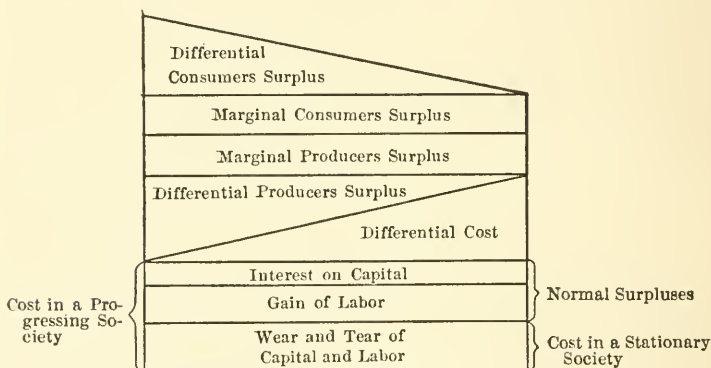 Differential
Consumers Surplus
Marginal Consumers Surplus
Marginal Producers Surplus
Differential Producers Surplus
Differential Cost
Interest on Capital
Gain of Labor
Wear and Tear of
Capital and Labor
Cost in a Pro-
gressing So-
ciety
Normal Surpluses
Cost in a Stationary
Society